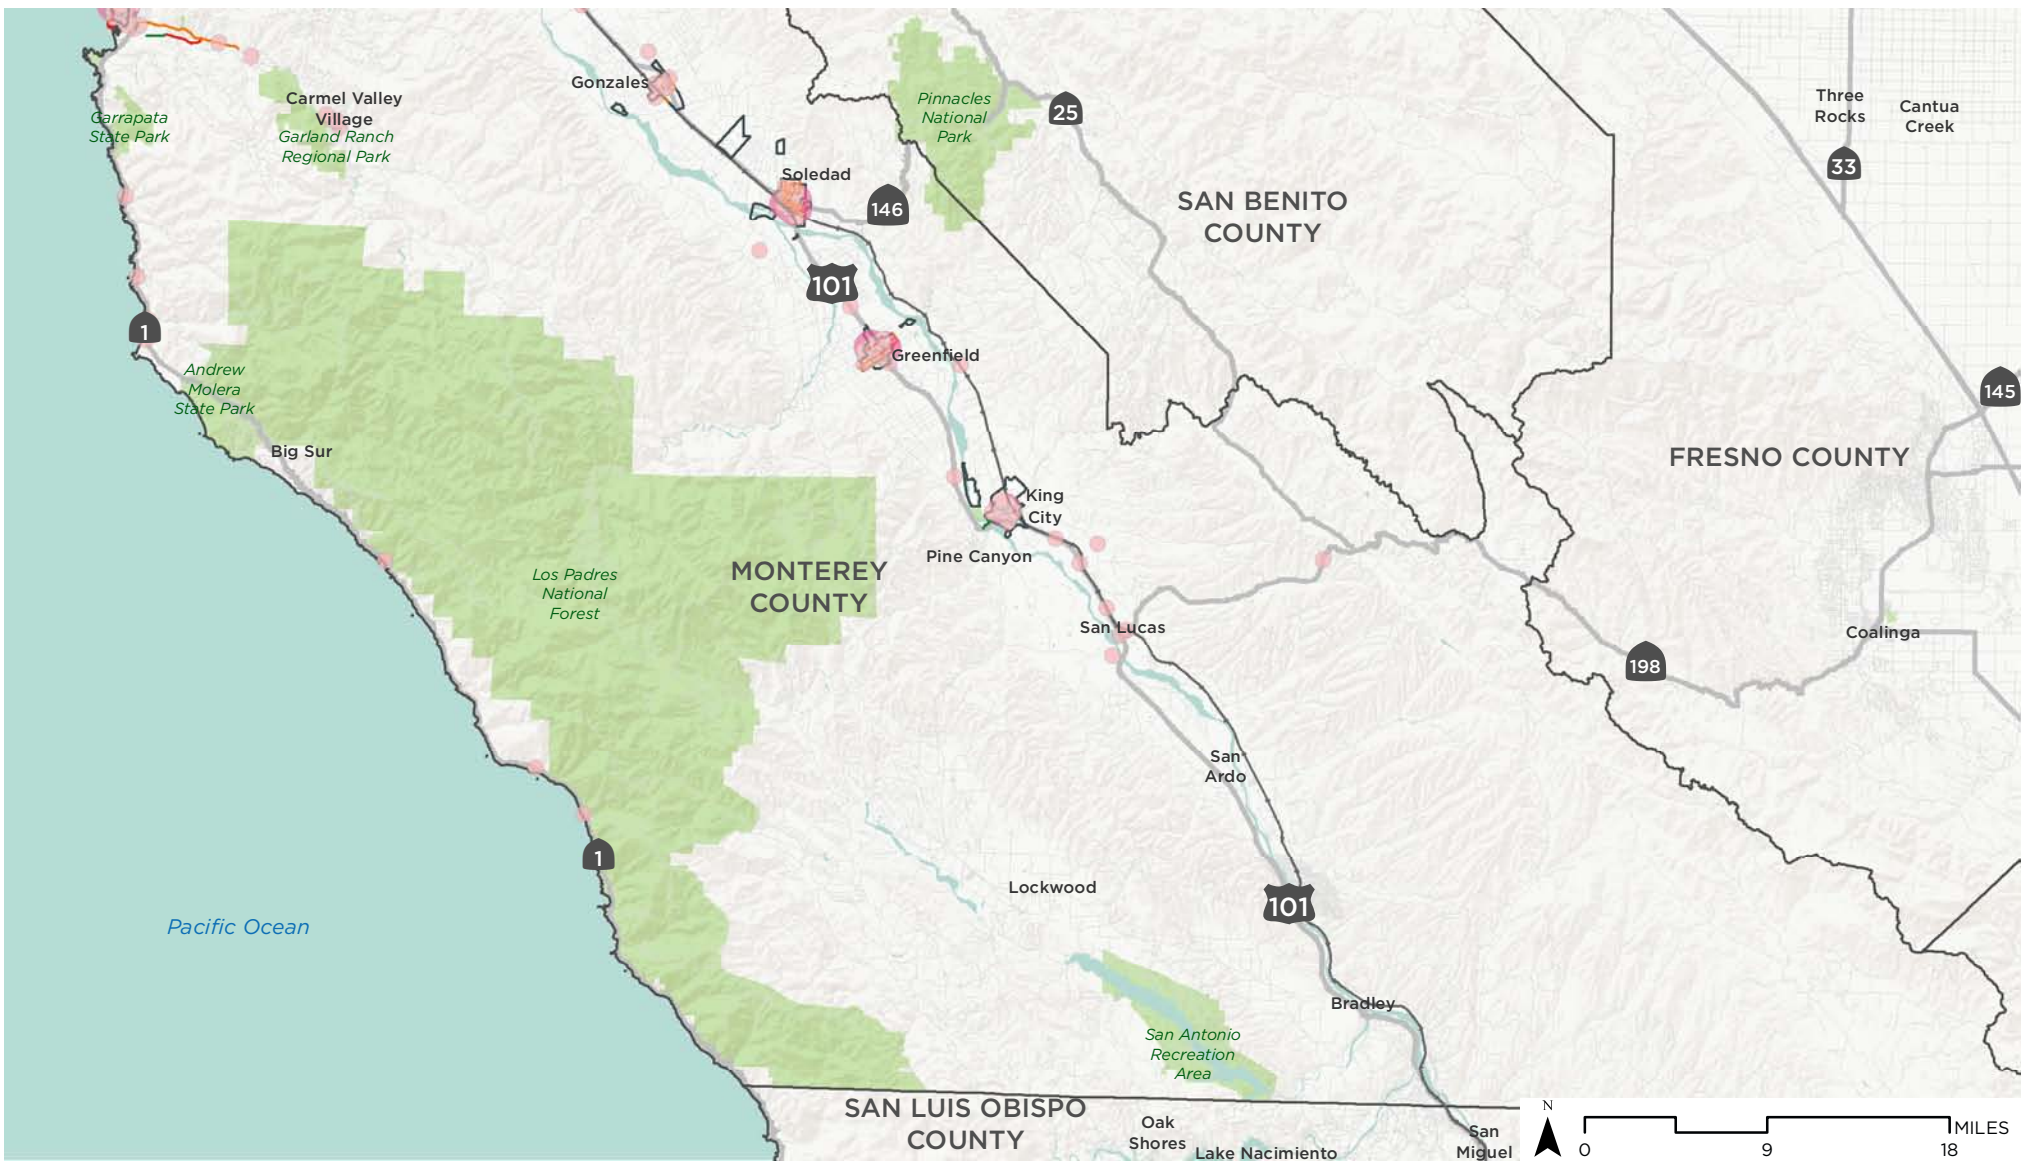 Gonzales
Carmel Valley
Village
Garrapata
State Park
Garland Ranch
Regional Park
Pinnacles
National
Park
25
Three
Rocks
Cantua
Creek
33
Soledad
146
SAN BENITO
COUNTY
101
1
Greenfield
Andrew
Molera
State Park
145
Big Sur
FRESNO COUNTY
King
City
Pine Canyon
MONTEREY
COUNTY
Los Padres
National
Forest
San Lucas
Coalinga
198
San
Ardo
1
Lockwood
101
Pacific Ocean
Bradley
San Antonio
Recreation
Area
SAN LUIS OBISPO
COUNTY
Oak
Shores
Lake Nacimiento
San
Miguel
N
MILES
0
9
18